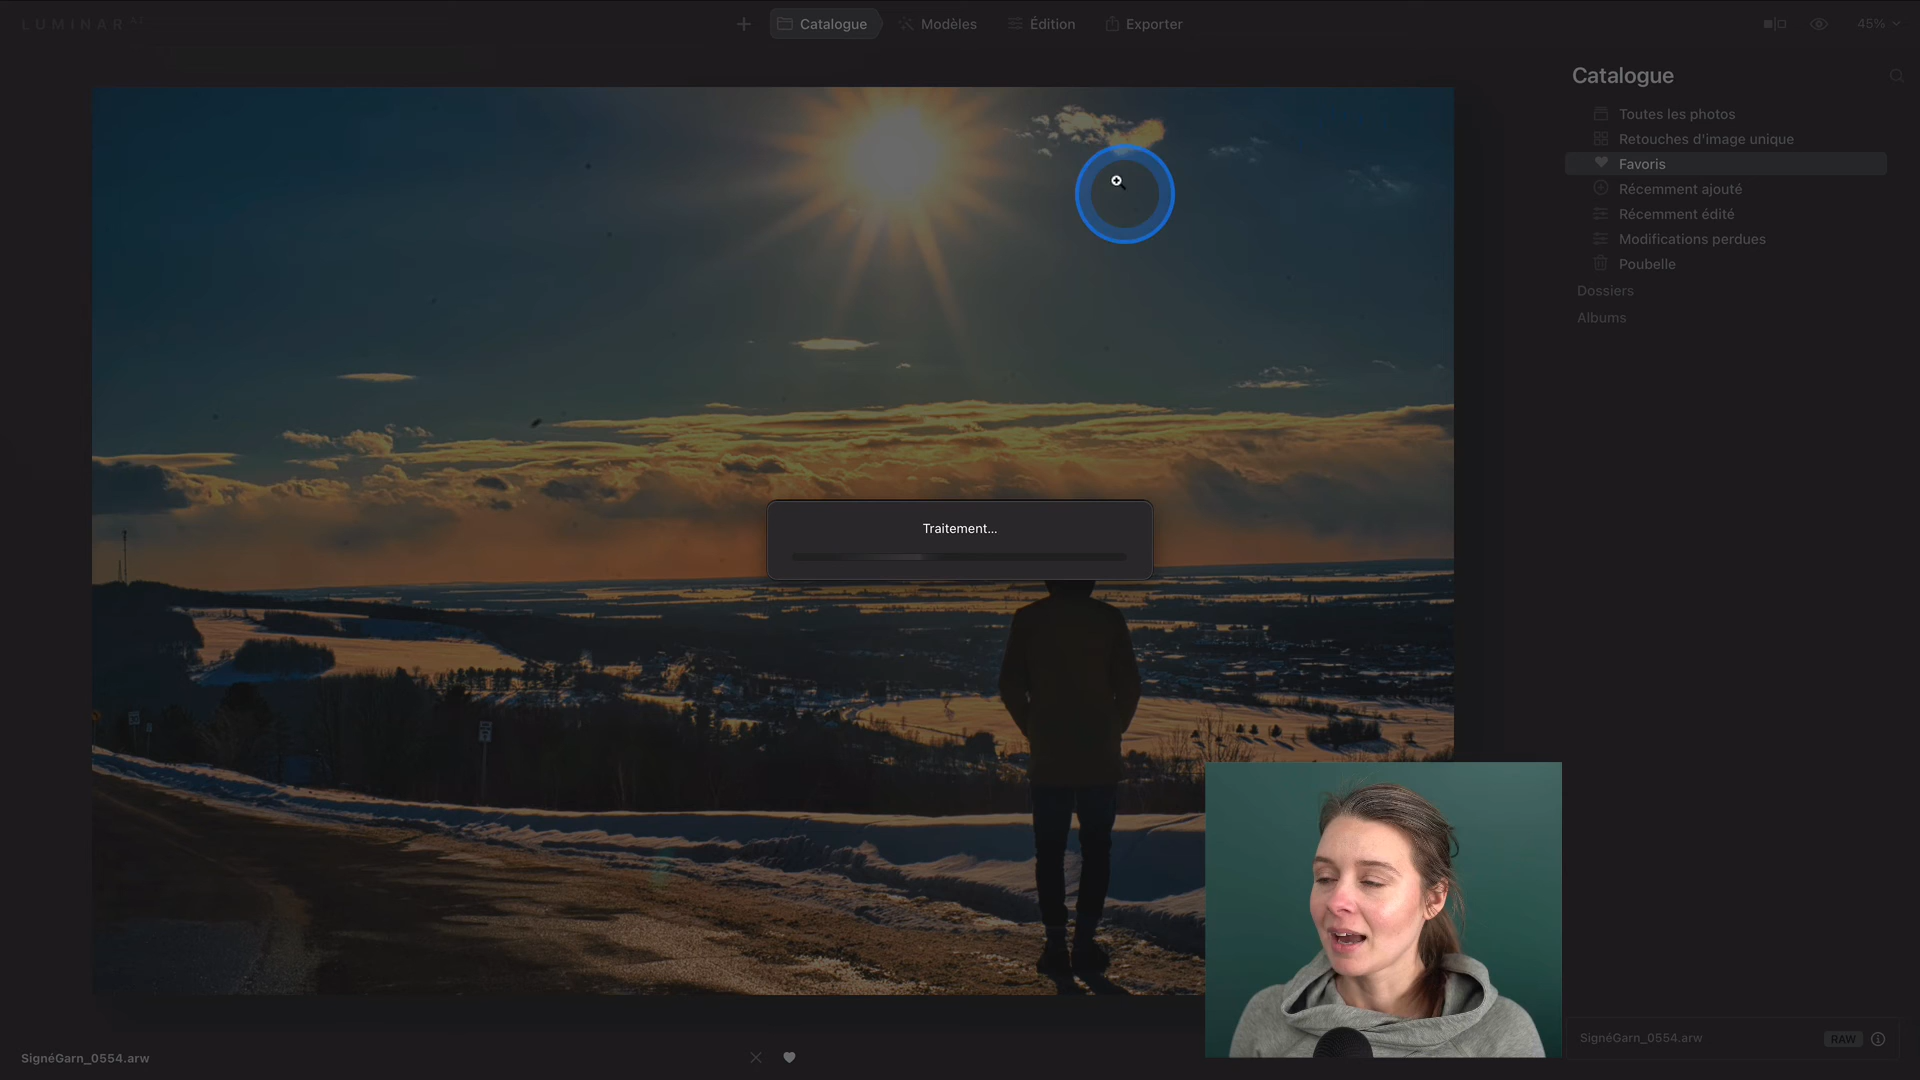 LUMINAR AI
Catalogue
Modèles
Édition
Exporter
45%
Catalogue
Toutes les photos
Retouches d'image unique
Favoris
Récemment ajouté
Récemment édité
Modifications perdues
Poubelle
Dossiers
Albums
Traitement...
SignéGarn_0554.arw
SignéGarn_0554.arw
RAW